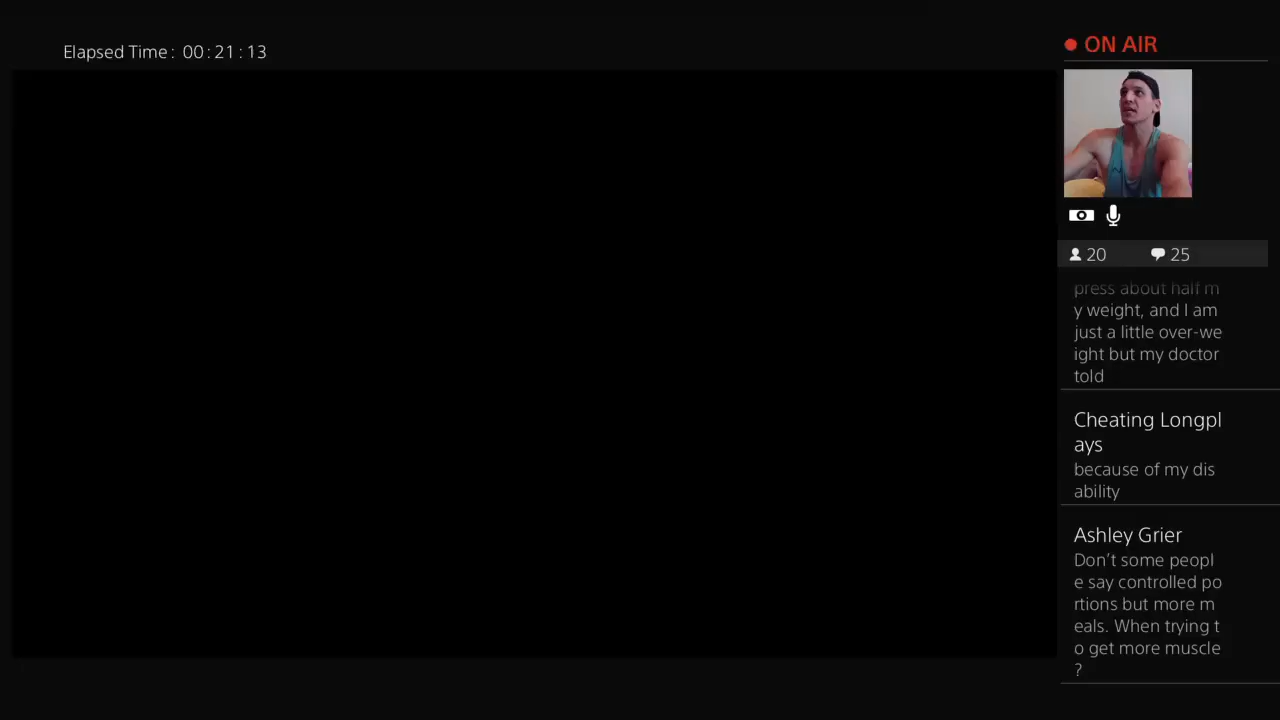 Elapsed Time: 00:21:13
ON AIR
20 25
press about half m
y weight, and I am
just a little over-we
ight but my doctor
told
Cheating Longpl
ays
because of my dis
ability
Ashley Grier
Don't some peopl
e say controlled po
rtions but more m
eals. When trying t
o get more muscle
?